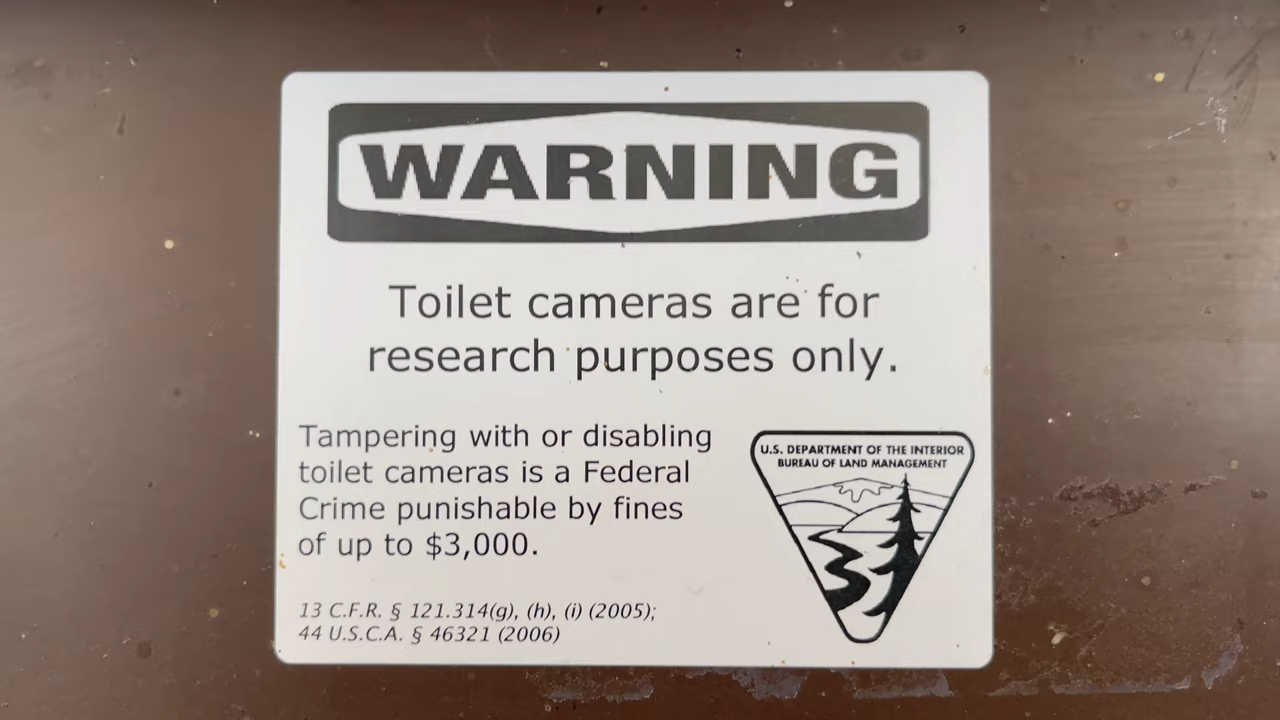 WARNING
Toilet cameras are for
research purposes only.
Tampering with or disabling
toilet cameras is a Federal
Crime punishable by fines
of up to $3,000.
13 C.F.R. § 121.314(g), (h), (i) (2005);
44 U.S.C.A. § 46321 (2006)
U.S. DEPARTMENT OF THE INTERIOR
BUREAU OF LAND MANAGEMENT